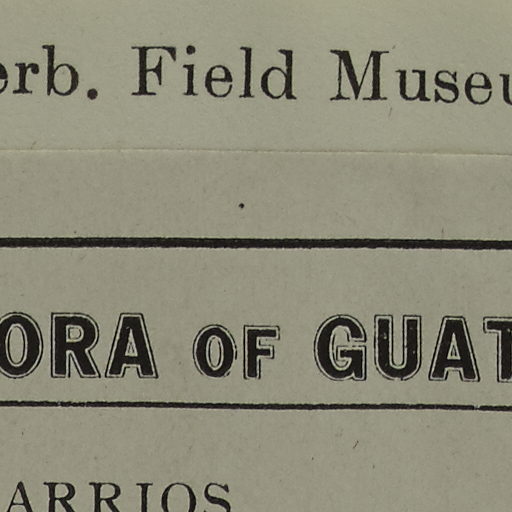 erb. Field Museu
ORA OF GUAT
ARRIOS